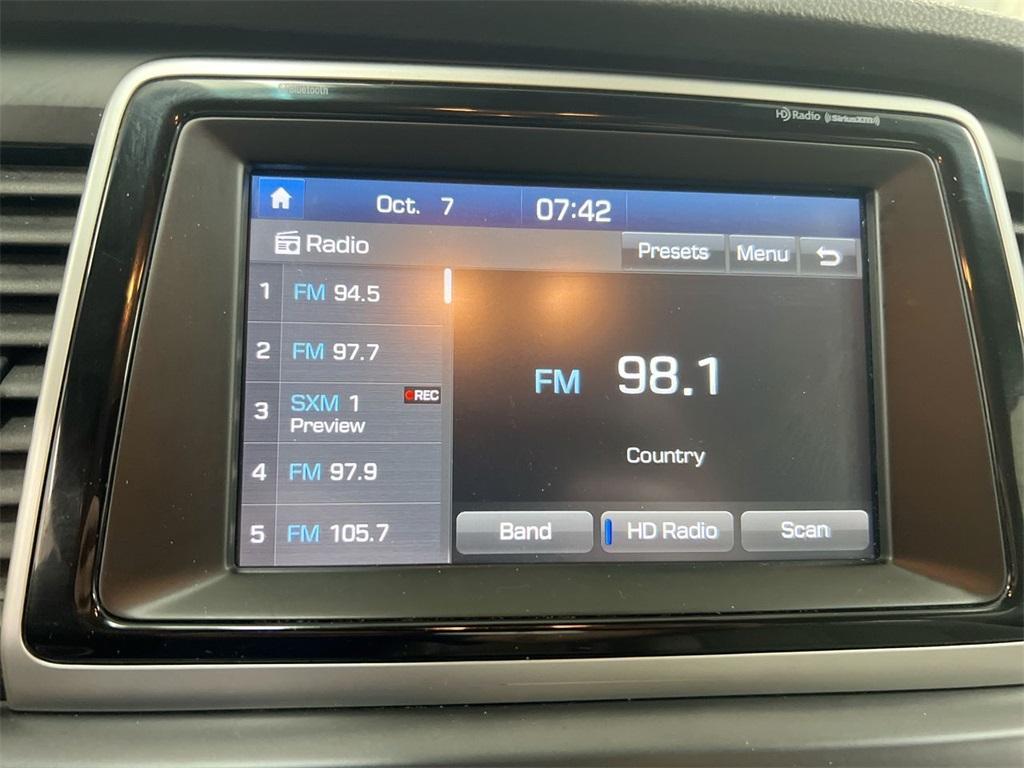 Bluetooth
HD Radio (((SiriusXM)))
Oct. 7 07:42
Radio Presets Menu
1 FM 94.5
2 FM 97.7
3 SXM 1 REC
Preview
4 FM 97.9
5 FM 105.7
FM 98.1
Country
Band HD Radio Scan